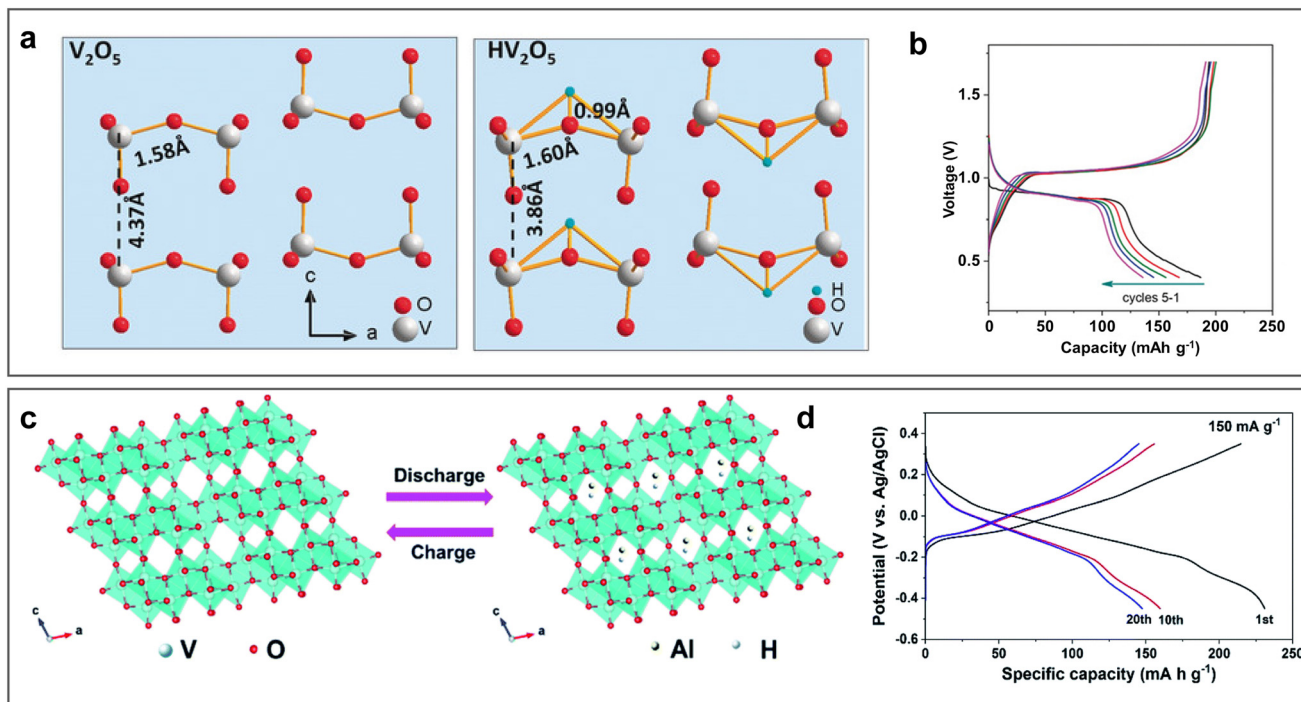 a
V₂O₅
1.58Å
4.37Å
c
a
O
V
HV₂O₅
0.99Å
1.60Å
3.86Å
H
O
V
b
Voltage (V)
1.5
1.0
0.5
cycles 5-1
0 50 100 150 200 250
Capacity (mAh g⁻¹)
c
Discharge
Charge
c
a
V O
c
a
Al H
d
Potential (V vs. Ag/AgCl)
0.4
0.2
0.0
-0.2
-0.4
-0.6
150 mA g⁻¹
20th 10th 1st
0 50 100 150 200
Specific capacity (mA h g⁻¹)